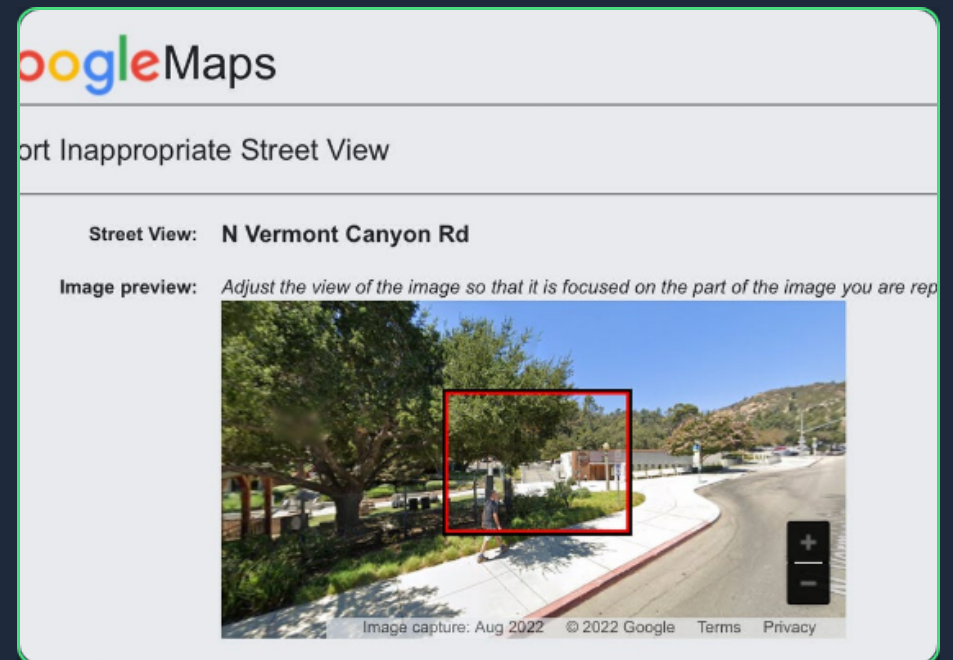 oogleMaps
ort Inappropriate Street View
Street View: N Vermont Canyon Rd
Image preview: Adjust the view of the image so that it is focused on the part of the image you are rep
Image capture: Aug 2022 © 2022 Google Terms Privacy